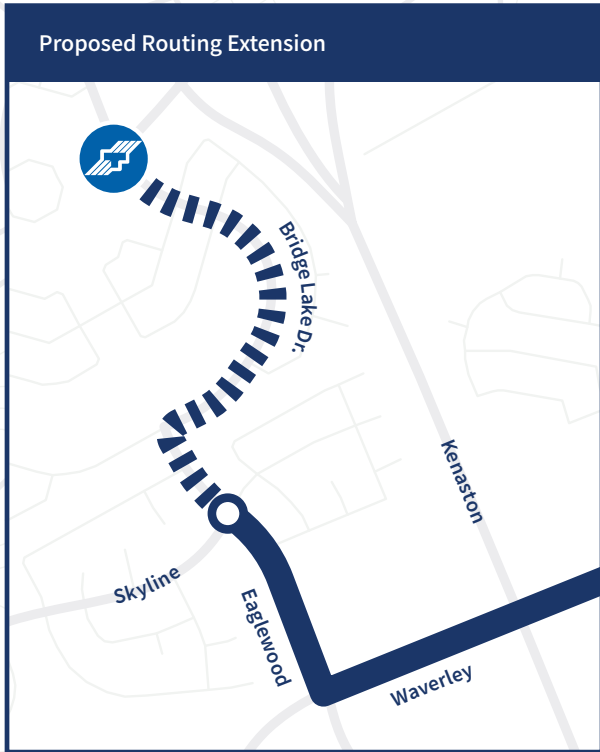 Proposed Routing Extension
Bridge Lake Dr.
Kenaston
Skyline
Eaglewood
Waverley